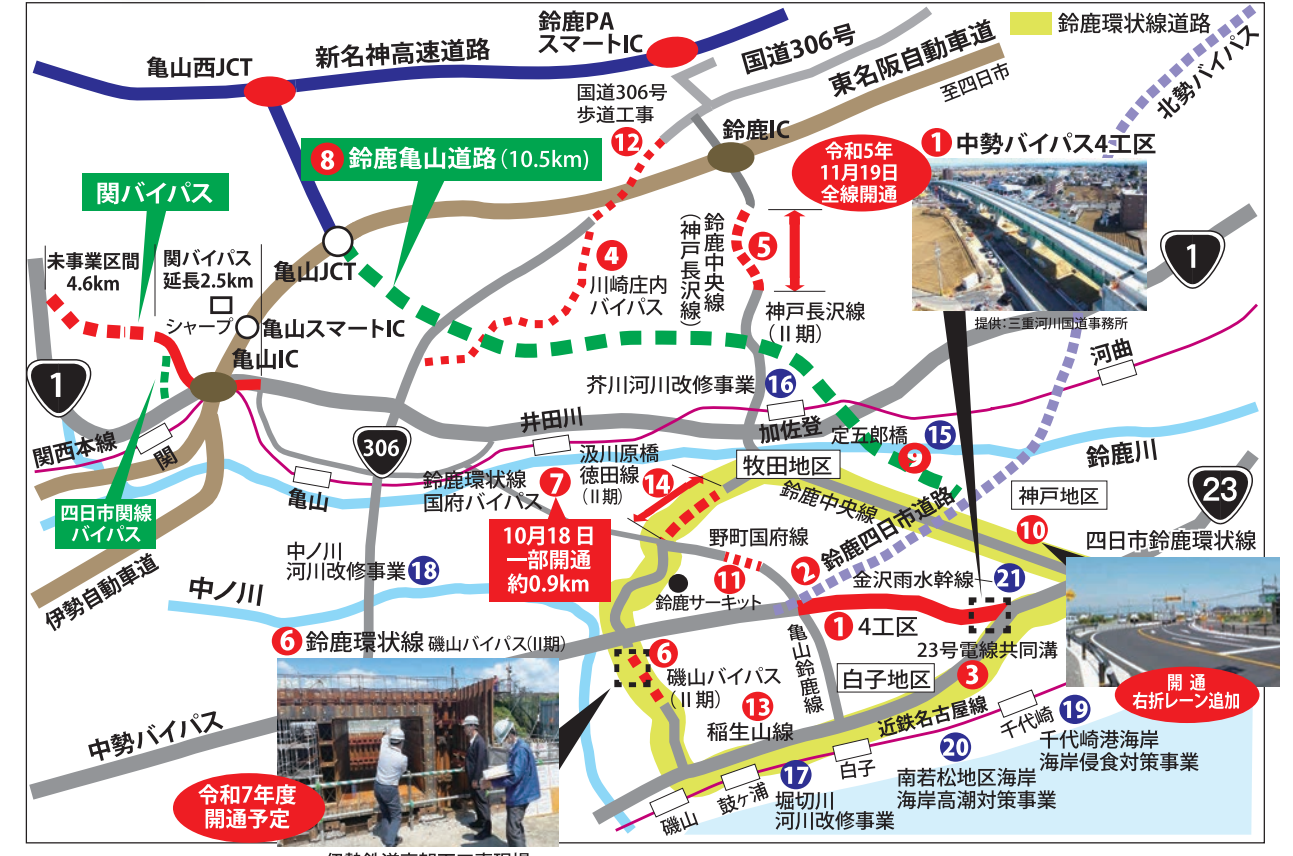 鈴鹿環状線道路
鈴鹿PA
スマートIC
国道306号
新名神高速道路
亀山西JCT
東名阪自動車道
至四日市
北勢バイパス
国道306号
歩道工事
12
鈴鹿IC
8 鈴鹿亀山道路(10.5km)
令和5年
11月19日
全線開通
1 中勢バイパス4工区
関バイパス
未事業区間
4.6km
関バイパス
延長2.5km
シャープ
亀山JCT
亀山スマートIC
亀山IC
4
川崎庄内
バイパス
鈴鹿中央線
(神戸長沢線)
5
神戸長沢線
(II期)
提供:三重河川国道事務所
1
1
河曲
芥川河川改修事業 16
加佐登
井田川
306
関西本線
関
亀山
定五郎橋 15
9
鈴鹿川
汲川原橋
徳田線
(II期)
14
牧田地区
鈴鹿中央線
神戸地区
23
鈴鹿環状線
国府バイパス
7
10月18日
一部開通
約0.9km
四日市関線
バイパス
伊勢自動車道
中ノ川
河川改修事業 18
中ノ川
野町国府線
11
鈴鹿サーキット
2 鈴鹿四日市道路
10
四日市鈴鹿環状線
金沢雨水幹線 21
1 4工区
23号電線共同溝
3
亀山鈴鹿線
白子地区
6 鈴鹿環状線 磯山バイパス(II期)
6
磯山バイパス
(II期)
13
稲生山線
開通
右折レーン追加
近鉄名古屋線
千代崎
19
千代崎港海岸
海岸侵食対策事業
20
南若松地区海岸
海岸高潮対策事業
白子
鼓ヶ浦
磯山
17
堀切川
河川改修事業
中勢バイパス
令和7年度
開通予定